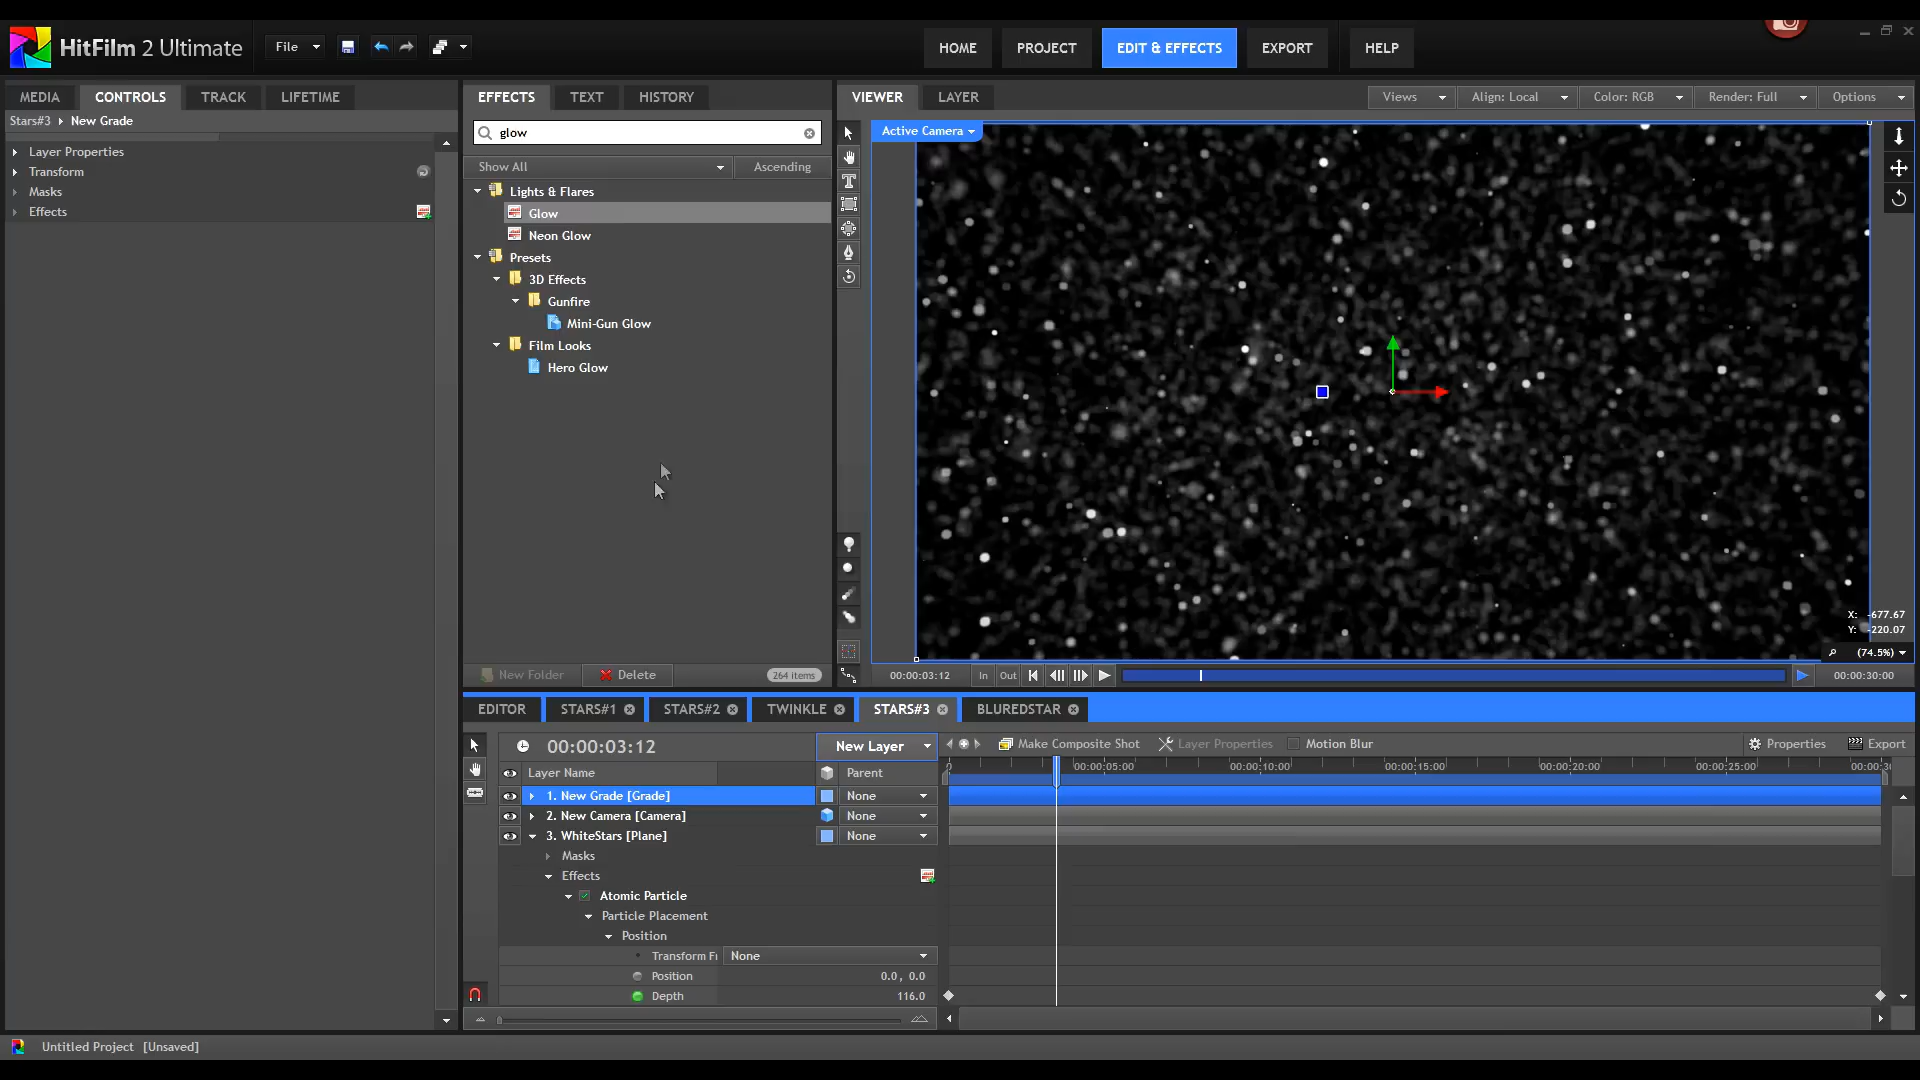 HitFilm 2 Ultimate
File
HOME
PROJECT
EDIT & EFFECTS
EXPORT
HELP
MEDIA
CONTROLS
TRACK
LIFETIME
Stars#3 New Grade
Layer Properties
Transform
Masks
Effects
EFFECTS
TEXT
HISTORY
glow
Show All
Ascending
Lights & Flares
Glow
Neon Glow
Presets
3D Effects
Gunfire
Mini-Gun Glow
Film Looks
Hero Glow
New Folder
Delete
264 items
VIEWER
LAYER
Views
Align: Local
Color: RGB
Render: Full
Options
Active Camera
X: -677.67
Y: -220.07
(74.5%)
00:00:03:12
In
Out
00:00:30:00
EDITOR
STARS#1
STARS#2
TWINKLE
STARS#3
BLUREDSTAR
00:00:03:12
New Layer
Make Composite Shot
Layer Properties
Motion Blur
Properties
Export
Layer Name
Parent
0
00:00:05:00
00:00:10:00
00:00:15:00
00:00:20:00
00:00:25:00
1. New Grade [Grade]
None
2. New Camera [Camera]
None
3. WhiteStars [Plane]
None
Masks
Effects
Atomic Particle
Particle Placement
Position
Transform
None
Position
0.0, 0.0
Depth
116.0
Untitled Project [Unsaved]